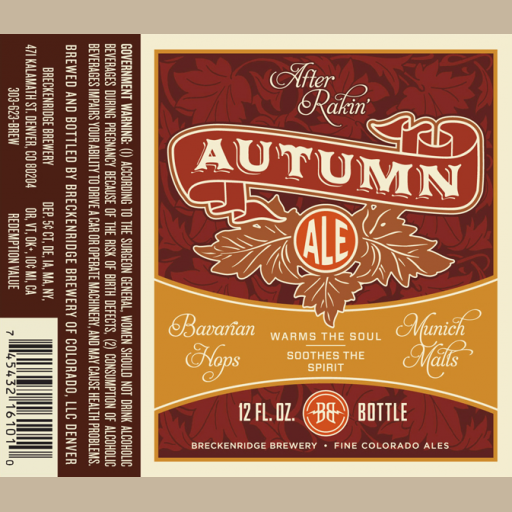 After
Rakin'
AUTUMN
ALE
Bavarian
Hops
WARMS THE SOUL
SOOTHES THE
SPIRIT
Munich
Malts
12 FL. OZ. BB BOTTLE
BRECKENRIDGE BREWERY • FINE COLORADO ALES
GOVERNMENT WARNING: (1) ACCORDING TO THE SURGEON GENERAL, WOMEN SHOULD NOT DRINK ALCOHOLIC
BEVERAGES DURING PREGNANCY BECAUSE OF THE RISK OF BIRTH DEFECTS. (2) CONSUMPTION OF ALCOHOLIC
BEVERAGES IMPAIRS YOUR ABILITY TO DRIVE A CAR OR OPERATE MACHINERY, AND MAY CAUSE HEALTH PROBLEMS.
BREWED AND BOTTLED BY BRECKENRIDGE BREWERY OF COLORADO, LLC DENVER
BRECKENRIDGE BREWERY
471 KALAMATH ST DENVER, CO 80204
303-623-BREW
DEP. 5¢ CT, DE, IA, MA, NY,
OR, VT, OK+, 10¢ MI, CA
REDEMPTION VALUE
7 45432 16101 0